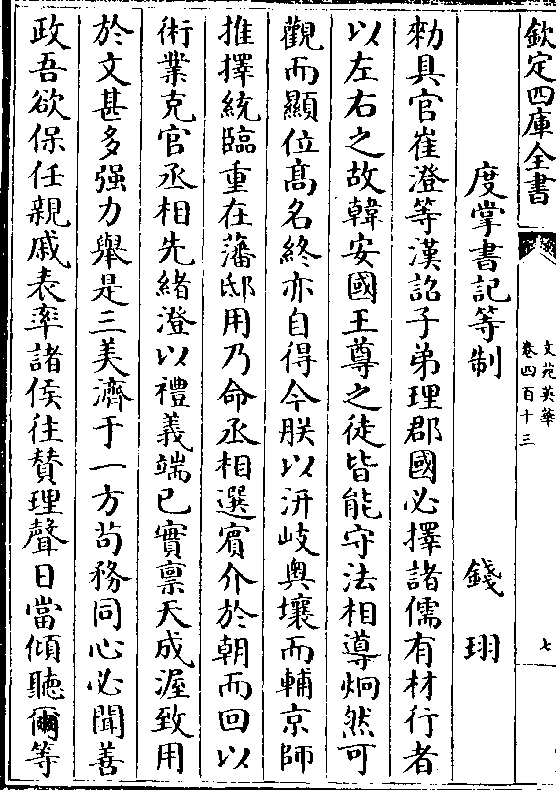 欽定四庫全書
文苑英華
卷四百十三
七
度掌書記等制 錢珝
勑具官崔澄等漢詔子弟理郡國必擇諸儒有材行者
以左右之故韓安國王尊之徒皆能守法相導炯然可
觀而顯位髙名終亦自得今朕以汧岐奥壤而輔京師
推擇統臨重在藩邸用乃命丞相選賔介於朝而回以
術業克官丞相先緒澄以禮義端已實禀天成渥致用
於文甚多强力舉是三美濟于一方苟務同心必聞善
政吾欲保任親戚表率諸侯往賛理聲日當傾聽爾等